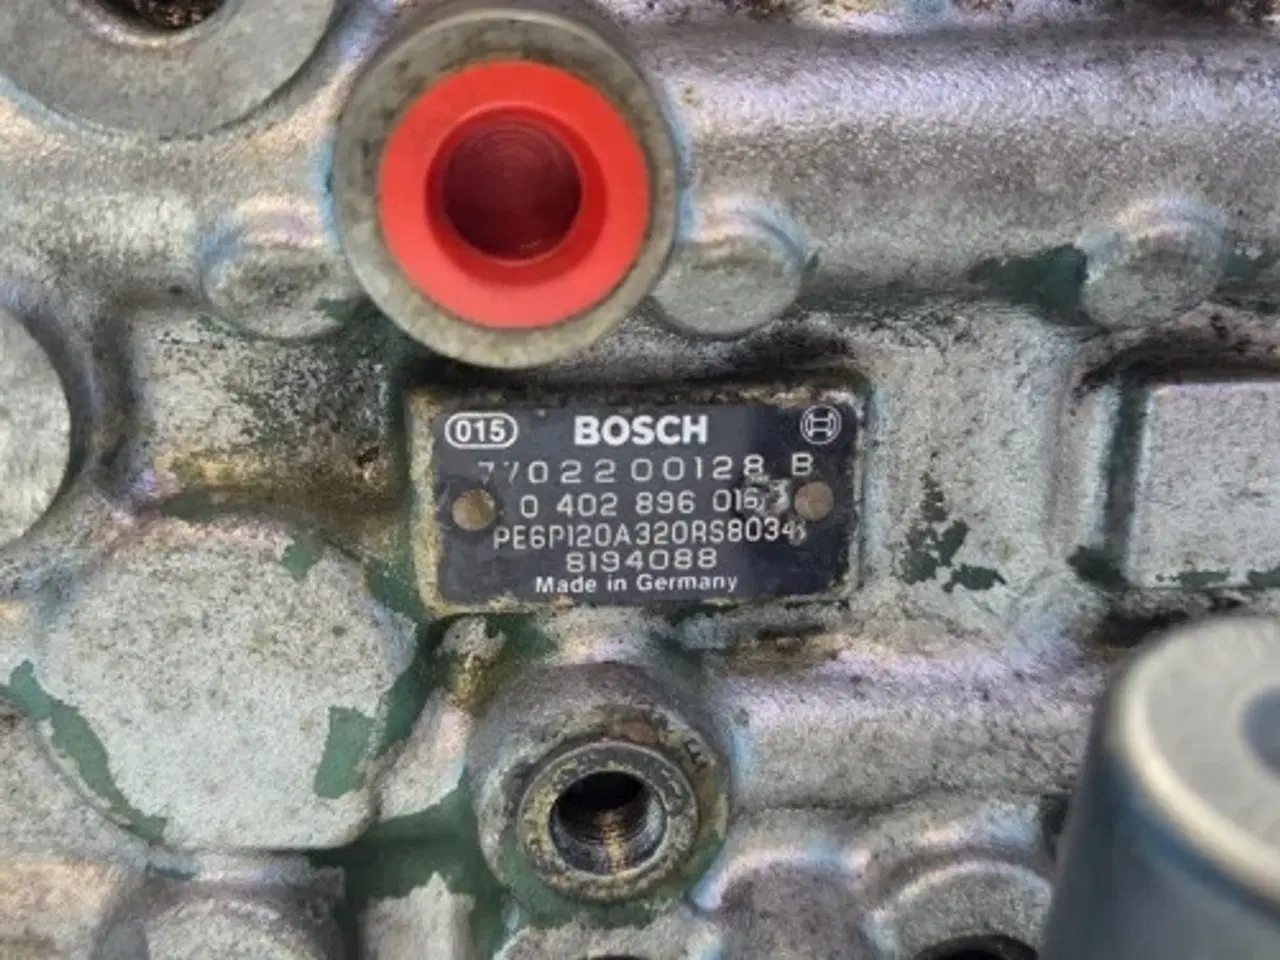 015 BOSCH
7702200128 B
0 402 896 016
PE6P120A320RS8034
8194088
Made in Germany